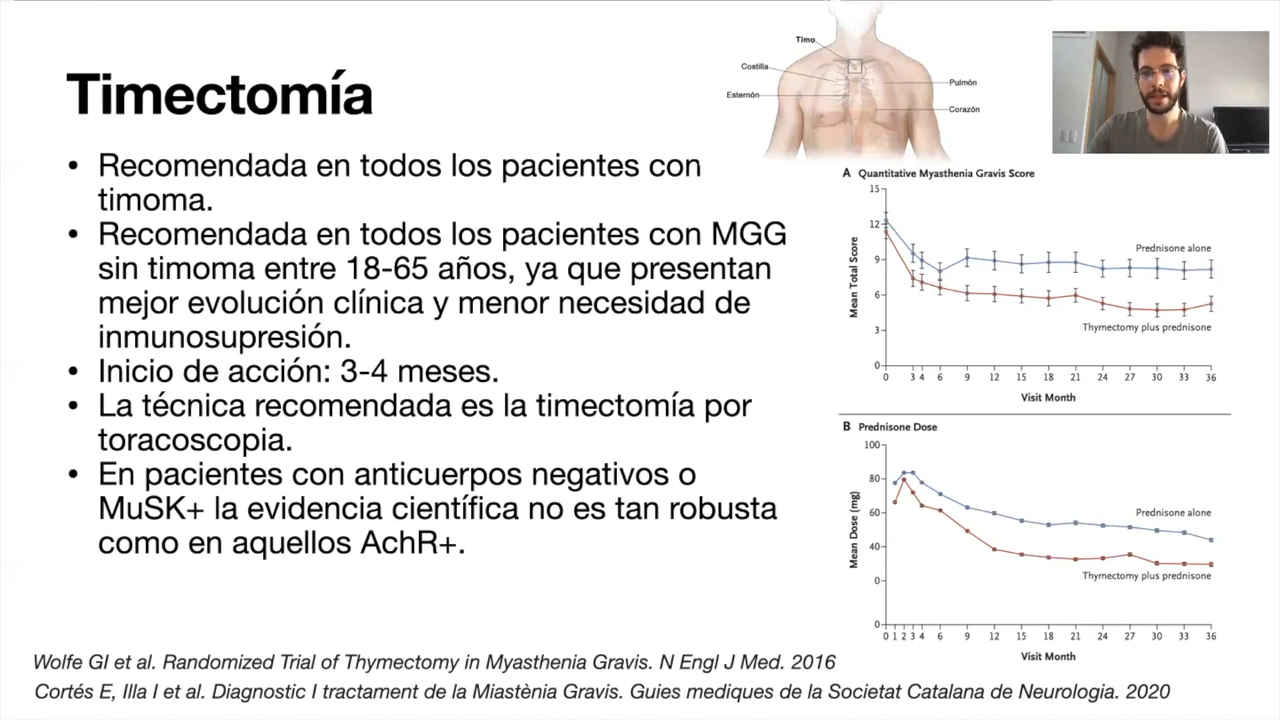 Timectomía
Recomendada en todos los pacientes con
timoma.
Recomendada en todos los pacientes con MGG
sin timoma entre 18-65 años, ya que presentan
mejor evolución clínica y menor necesidad de
inmunosupresión.
Inicio de acción: 3-4 meses.
La técnica recomendada es la timectomía por
toracoscopia.
En pacientes con anticuerpos negativos o
MuSK+ la evidencia científica no es tan robusta
como en aquellos AchR+.
Timo
Costilla
Esternón
Pulmón
Corazón
A Quantitative Myasthenia Gravis Score
Mean Total Score
15
12
9
6
3
0
Prednisone alone
Thymectomy plus prednisone
0 3 4 6 9 12 15 18 21 24 27 30 33 36
Visit Month
B Prednisone Dose
Mean Dose (mg)
100
80
60
40
0
0
Prednisone alone
Thymectomy plus prednisone
0 1 2 3 4 6 9 12 15 18 21 24 27 30 33 36
Visit Month
Wolfe GI et al. Randomized Trial of Thymectomy in Myasthenia Gravis. N Engl J Med. 2016
Cortés E, Illa I et al. Diagnostic I tractament de la Miastènia Gravis. Guies mediques de la Societat Catalana de Neurologia. 2020